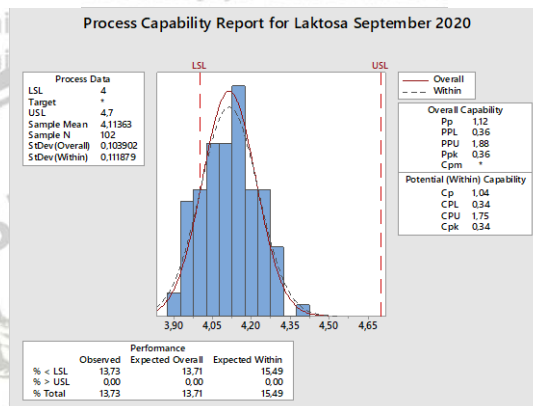 Process Capability Report for Laktosa September 2020
LSL
USL
Process Data
LSL 4
Target *
USL 4,7
Sample Mean 4,11363
Sample N 102
StDev(Overall) 0,103902
StDev(Within) 0,111879
Overall
Within
Overall Capability
Pp 1,12
PPL 0,36
PPU 1,88
Ppk 0,36
Cpm *
Potential (Within) Capability
Cp 1,04
CPL 0,34
CPU 1,75
Cpk 0,34
3,90 4,05 4,20 4,35 4,50 4,65
Performance
Observed Expected Overall Expected Within
% < LSL 13,73 13,71 15,49
% > USL 0,00 0,00 0,00
% Total 13,73 13,71 15,49